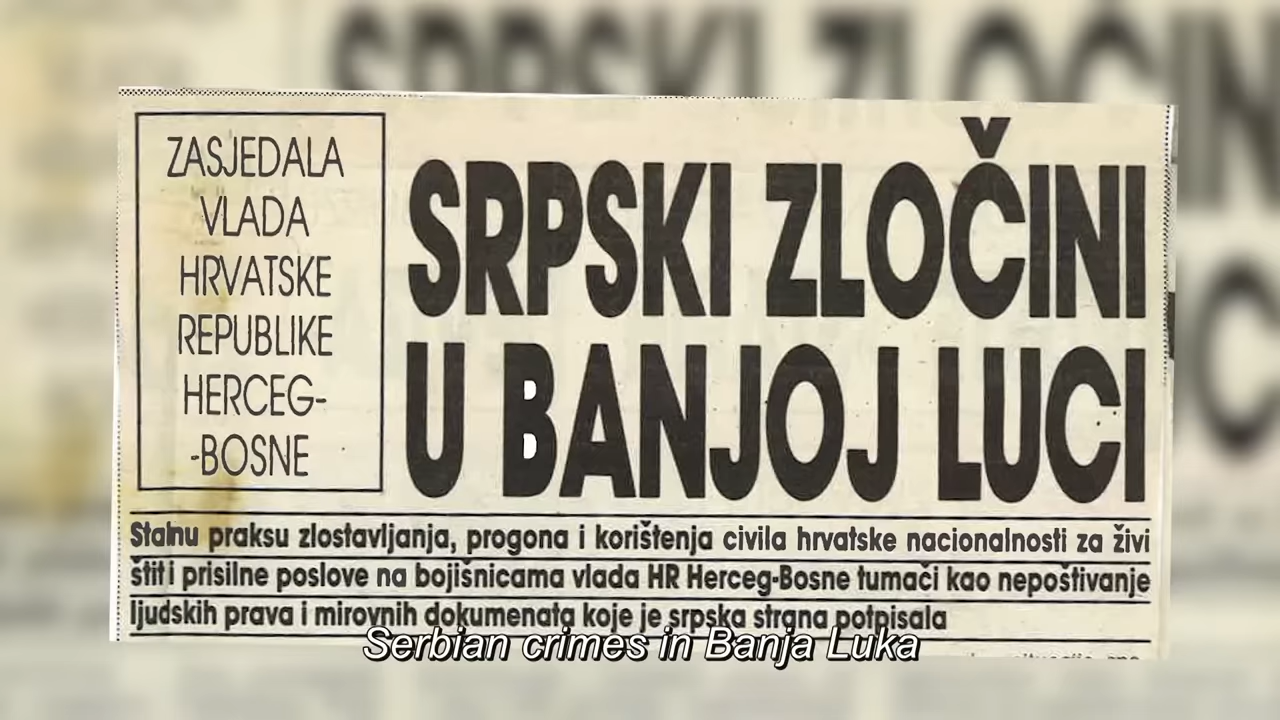 ZASJEDALA
VLADA
HRVATSKE
REPUBLIKE
HERCEG-
-BOSNE
SRPSKI ZLOČINI
U BANJOJ LUCI
Stalnu praksu zlostavljanja, progona i korištenja civila hrvatske nacionalnosti za živi
štit i prisilne poslove na bojišnicama vlada HR Herceg-Bosne tumači kao nepoštivanje
ljudskih prava i mirovnih dokumenata koje je srpska strana potpisala
Serbian crimes in Banja Luka